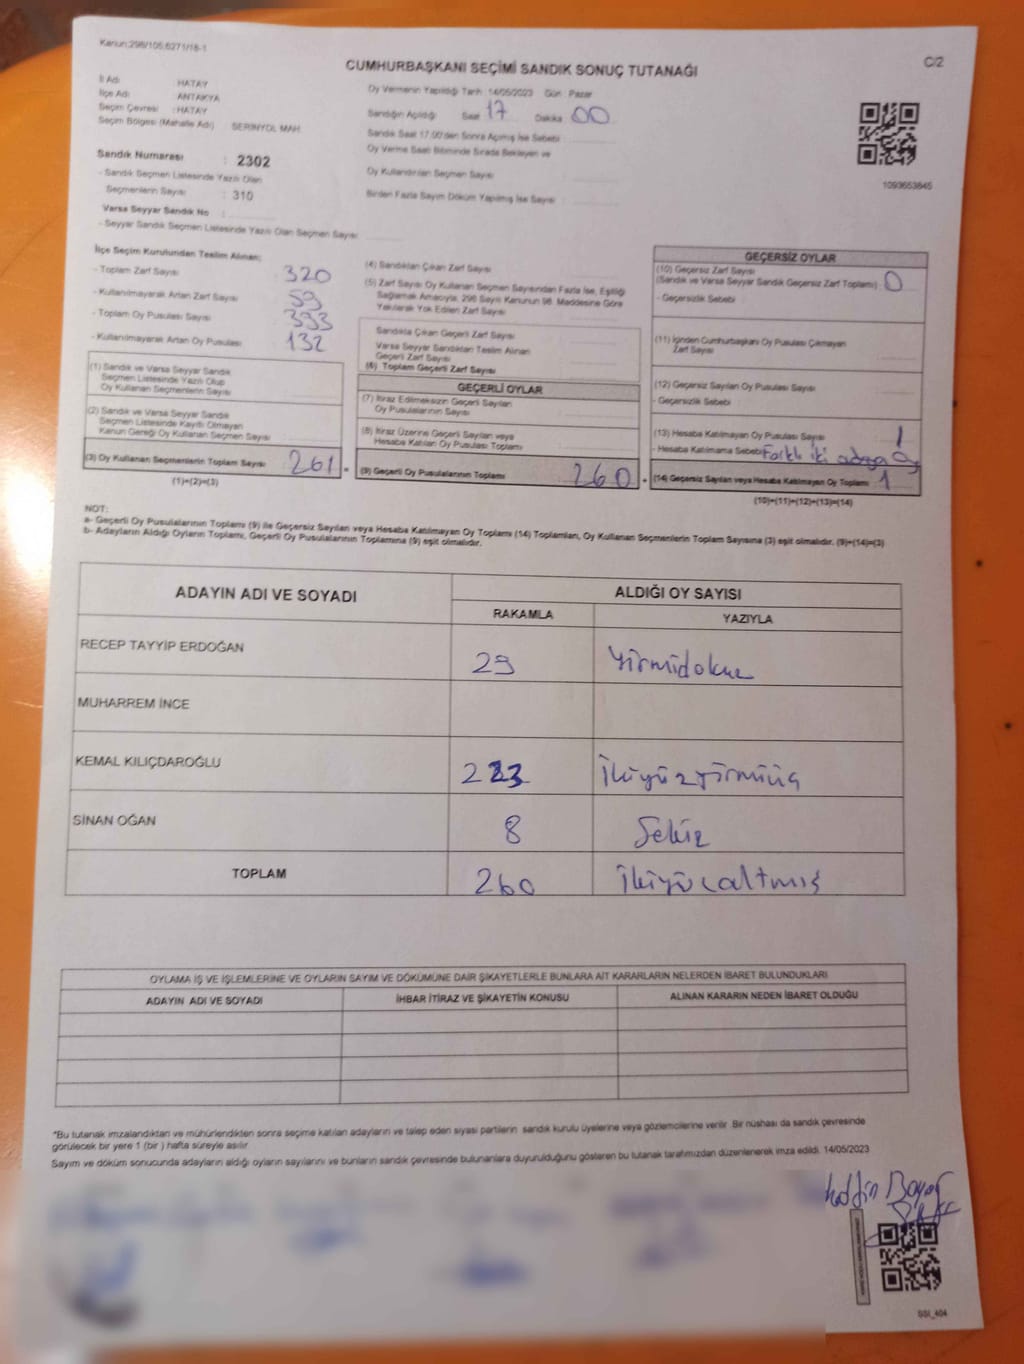 Kanun;298/105;6271/18-1
C/2
CUMHURBAŞKANI SEÇİMİ SANDIK SONUÇ TUTANAĞI
İl Adı : HATAY
İlçe Adı : ANTAKYA
Seçim Çevresi : HATAY
Seçim Bölgesi (Mahalle Adı) : SERİNYOL MAH.
Oy Vermenin Yapıldığı Tarih : 14/05/2023 Gün : Pazar
Sandığın Açıldığı Saat 17 Dakika 00
Sandık Saat 17.00'den Sonra Açılmış İse Sebebi :
Oy Verme Saati Bitiminde Sırada Bekleyen ve
Oy Kullandırılan Seçmen Sayısı
Birden Fazla Sayım Döküm Yapılmış İse Sayısı :
1093653845
Sandık Numarası : 2302
- Sandık Seçmen Listesinde Yazılı Olan
Seçmenlerin Sayısı : 310
Varsa Seyyar Sandık No :
- Seyyar Sandık Seçmen Listesinde Yazılı Olan Seçmen Sayısı
İlçe Seçim Kurulundan Teslim Alınan;
- Toplam Zarf Sayısı 320
- Kullanılmayarak Artan Zarf Sayısı 59
- Toplam Oy Pusulası Sayısı 393
- Kullanılmayarak Artan Oy Pusulası 132
(1) Sandık ve Varsa Seyyar Sandık
Seçmen Listesinde Yazılı Olup
Oy Kullanan Seçmenlerin Sayısı
(2) Sandık ve Varsa Seyyar Sandık
Seçmen Listesinde Kayıtlı Olmayan
Kanun Gereği Oy Kullanan Seçmen Sayısı
(3) Oy Kullanan Seçmenlerin Toplam Sayısı 261
(1)+(2)=(3)
(4) Sandıktan Çıkan Zarf Sayısı
(5) Zarf Sayısı Oy Kullanan Seçmen Sayısından Fazla İse, Eşitliği
Sağlamak Amacıyla, 298 Sayılı Kanunun 98. Maddesine Göre
Yakılarak Yok Edilen Zarf Sayısı
Sandıkta Çıkan Geçerli Zarf Sayısı
Varsa Seyyar Sandıktan Teslim Alınan
Geçerli Zarf Sayısı
(6) Toplam Geçerli Zarf Sayısı
GEÇERLİ OYLAR
(7) İtiraz Edilmeksizin Geçerli Sayılan
Oy Pusulalarının Sayısı
(8) İtiraz Üzerine Geçerli Sayılan veya
Hesaba Katılan Oy Pusulası Toplamı
(9) Geçerli Oy Pusulalarının Toplamı 260
GEÇERSİZ OYLAR
(10) Geçersiz Zarf Sayısı
(Sandık ve Varsa Seyyar Sandık Geçersiz Zarf Toplamı) 0
- Geçersizlik Sebebi
(11) İçinden Cumhurbaşkanı Oy Pusulası Çıkmayan
Zarf Sayısı
(12) Geçersiz Sayılan Oy Pusulası Sayısı
- Geçersizlik Sebebi
(13) Hesaba Katılmayan Oy Pusulası Sayısı 1
- Hesaba Katılmama Sebebi Farklı iki adaya oy
(14) Geçersiz Sayılan veya Hesaba Katılmayan Oy Toplamı 1
(10)+(11)+(12)+(13)=(14)
NOT:
a- Geçerli Oy Pusulalarının Toplamı (9) ile Geçersiz Sayılan veya Hesaba Katılmayan Oy Toplamı (14) Toplamları, Oy Kullanan Seçmenlerin Toplam Sayısına (3) eşit olmalıdır. (9)+(14)=(3)
b- Adayların Aldığı Oyların Toplamı, Geçerli Oy Pusulalarının Toplamına (9) eşit olmalıdır.
ADAYIN ADI VE SOYADI ALDIĞI OY SAYISI
RAKAMLA YAZIYLA
RECEP TAYYİP ERDOĞAN 29 Yirmidokuz
MUHARREM İNCE
KEMAL KILIÇDAROĞLU 223 İkiyüzyirmiüç
SİNAN OĞAN 8 Sekiz
TOPLAM 260 İkiyüzaltmış
OYLAMA İŞ VE İŞLEMLERİNE VE OYLARIN SAYIM VE DÖKÜMÜNE DAİR ŞİKAYETLERLE BUNLARA AİT KARARLARIN NELERDEN İBARET BULUNDUKLARI
ADAYIN ADI VE SOYADI İHBAR İTİRAZ VE ŞİKAYETİN KONUSU ALINAN KARARIN NEDEN İBARET OLDUĞU
*Bu tutanak imzalandıktan ve mühürlendikten sonra seçime katılan adayların ve talep eden siyasi partilerin sandık kurulu üyelerine veya gözlemcilerine verilir. Bir nüshası da sandık çevresinde
görülecek bir yere 1 (bir ) hafta süreyle asılır.
Sayım ve döküm sonucunda adayların aldığı oyların sayılarını ve bunların sandık çevresinde bulunanlara duyurulduğunu gösteren bu tutanak tarafımızdan düzenlenerek imza edildi. 14/05/2023
SSI_404